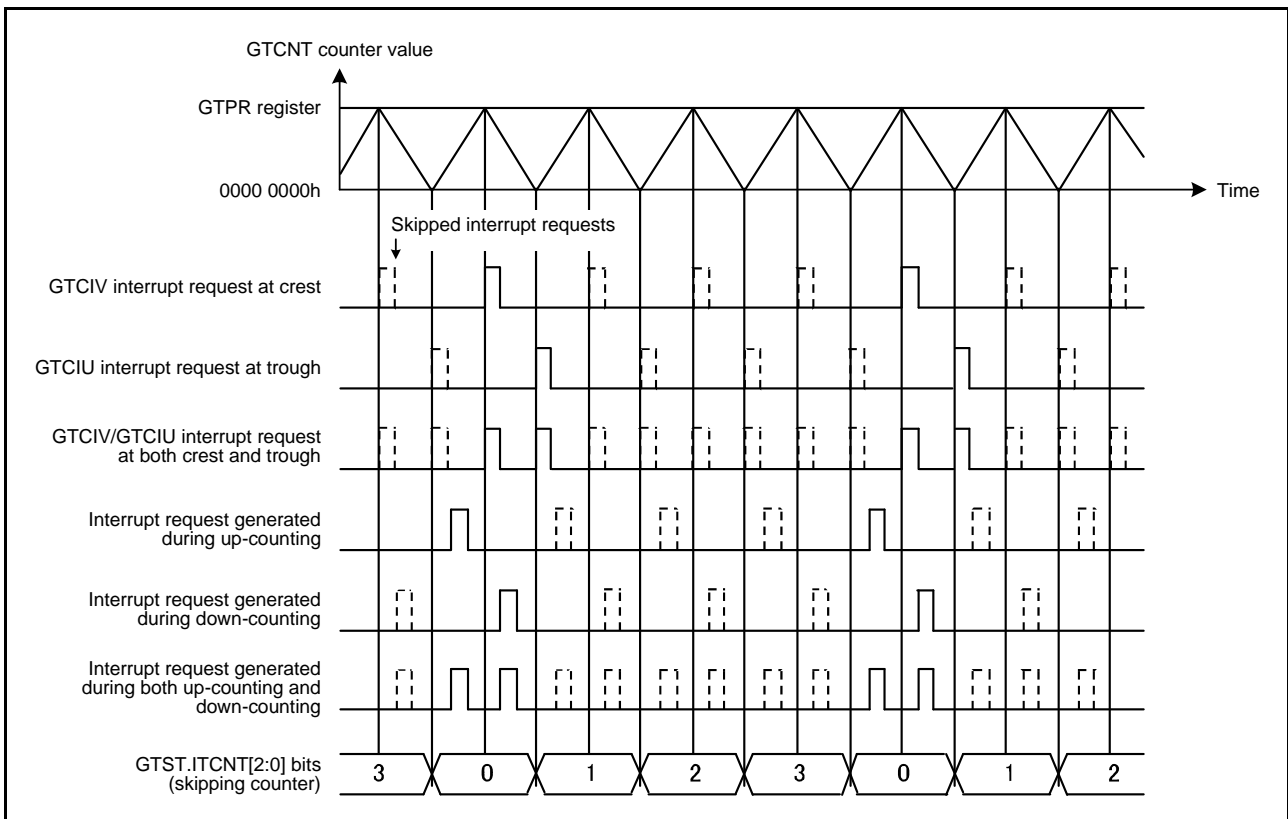 GTCNT counter value
GTPR register
0000 0000h
Time
Skipped interrupt requests
GTCIV interrupt request at crest
GTCIU interrupt request at trough
GTCIV/GTCIU interrupt request
at both crest and trough
Interrupt request generated
during up-counting
Interrupt request generated
during down-counting
Interrupt request generated
during both up-counting and
down-counting
GTST.ITCNT[2:0] bits
(skipping counter)
3 0 1 2 3 0 1 2